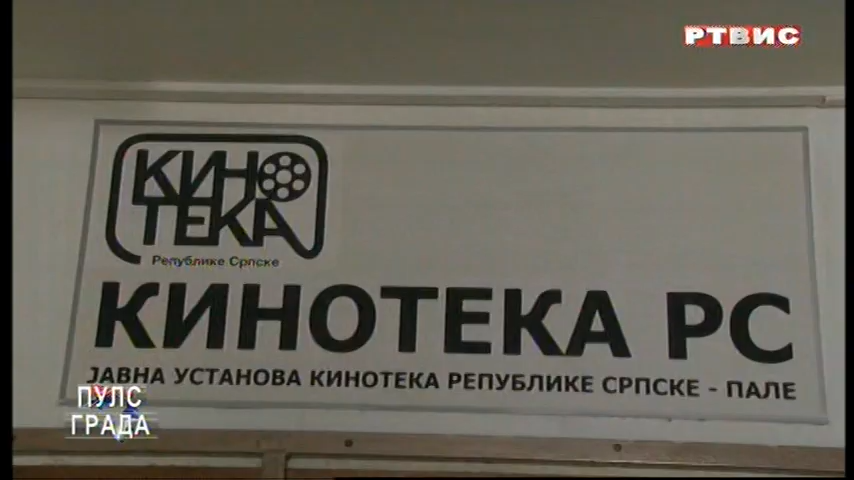 РТВИС
КИНО
ТЕКА
Републике Српске
КИНОТЕКА РС
ЈАВНА УСТАНОВА КИНОТЕКА РЕПУБЛИКЕ СРПСКЕ - ПАЛЕ
ПУЛС
ГРАДА